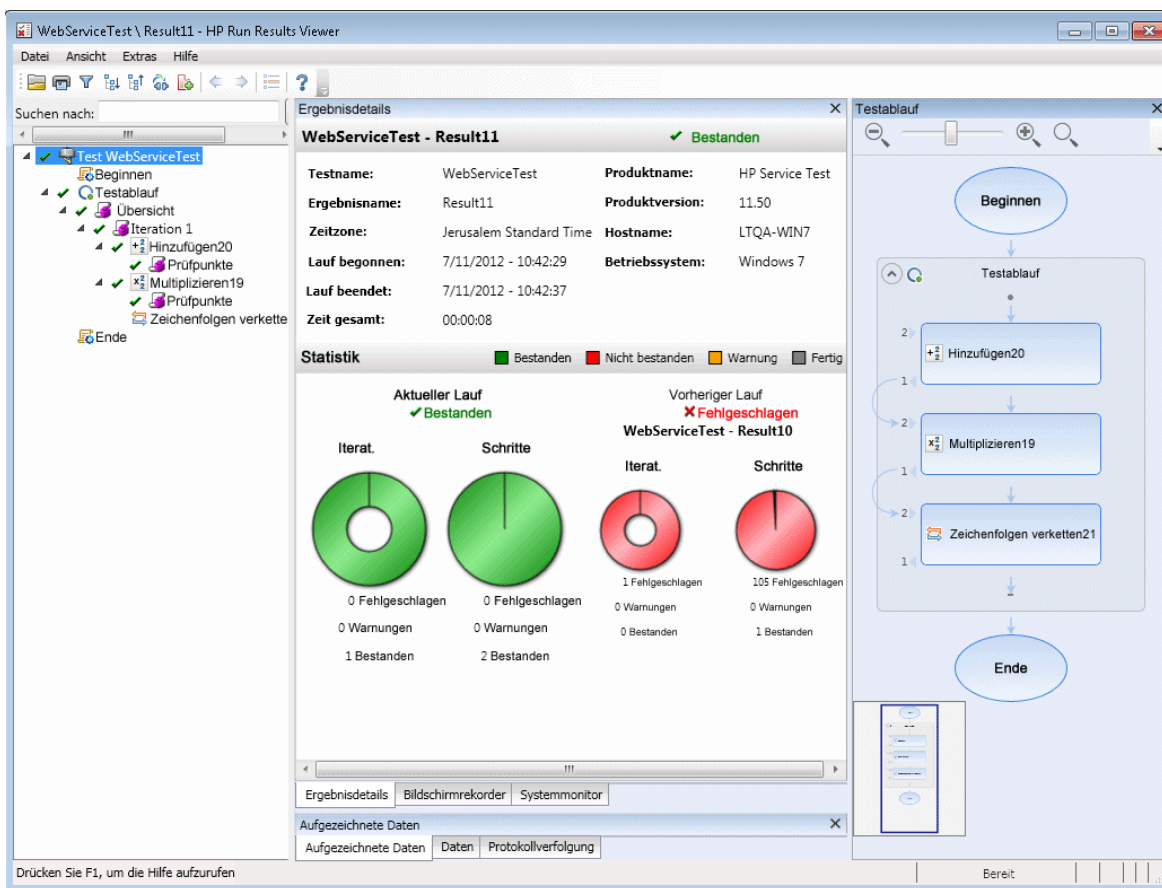 WebServiceTest \ Result11 - HP Run Results Viewer
Datei Ansicht Extras Hilfe
Suchen nach:
Test WebServiceTest
Beginnen
Testablauf
Übersicht
Iteration 1
Hinzufügen20
Prüfpunkte
Multiplizieren19
Prüfpunkte
Zeichenfolgen verkette
Ende
Ergebnisdetails
WebServiceTest - Result11 Bestanden
Testname: WebServiceTest Produktname: HP Service Test
Ergebnisname: Result11 Produktversion: 11.50
Zeitzone: Jerusalem Standard Time Hostname: LTQA-WIN7
Lauf begonnen: 7/11/2012 - 10:42:29 Betriebssystem: Windows 7
Lauf beendet: 7/11/2012 - 10:42:37
Zeit gesamt: 00:00:08
Statistik Bestanden Nicht bestanden Warnung Fertig
Aktueller Lauf
Bestanden
Iterat. Schritte
0 Fehlgeschlagen 0 Fehlgeschlagen
0 Warnungen 0 Warnungen
1 Bestanden 2 Bestanden
Vorheriger Lauf
Fehlgeschlagen
WebServiceTest - Result10
Iterat. Schritte
1 Fehlgeschlagen 105 Fehlgeschlagen
0 Warnungen 0 Warnungen
0 Bestanden 1 Bestanden
Ergebnisdetails Bildschirmrekorder Systemmonitor
Aufgezeichnete Daten
Aufgezeichnete Daten Daten Protokollverfolgung
Testablauf
Beginnen
Testablauf
2
Hinzufügen20
1
2
Multiplizieren19
1
2
Zeichenfolgen verketten21
1
Ende
Drücken Sie F1, um die Hilfe aufzurufen
Bereit